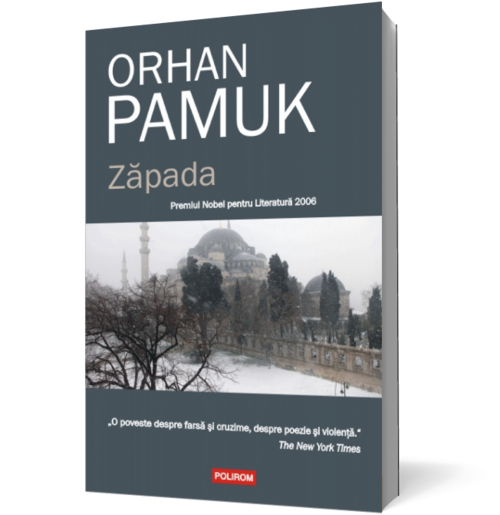 ORHAN
PAMUK
Zăpada
Premiul Nobel pentru Literatură 2006
„O poveste despre farsă și cruzime, despre poezie și violență.“
The New York Times
POLIROM